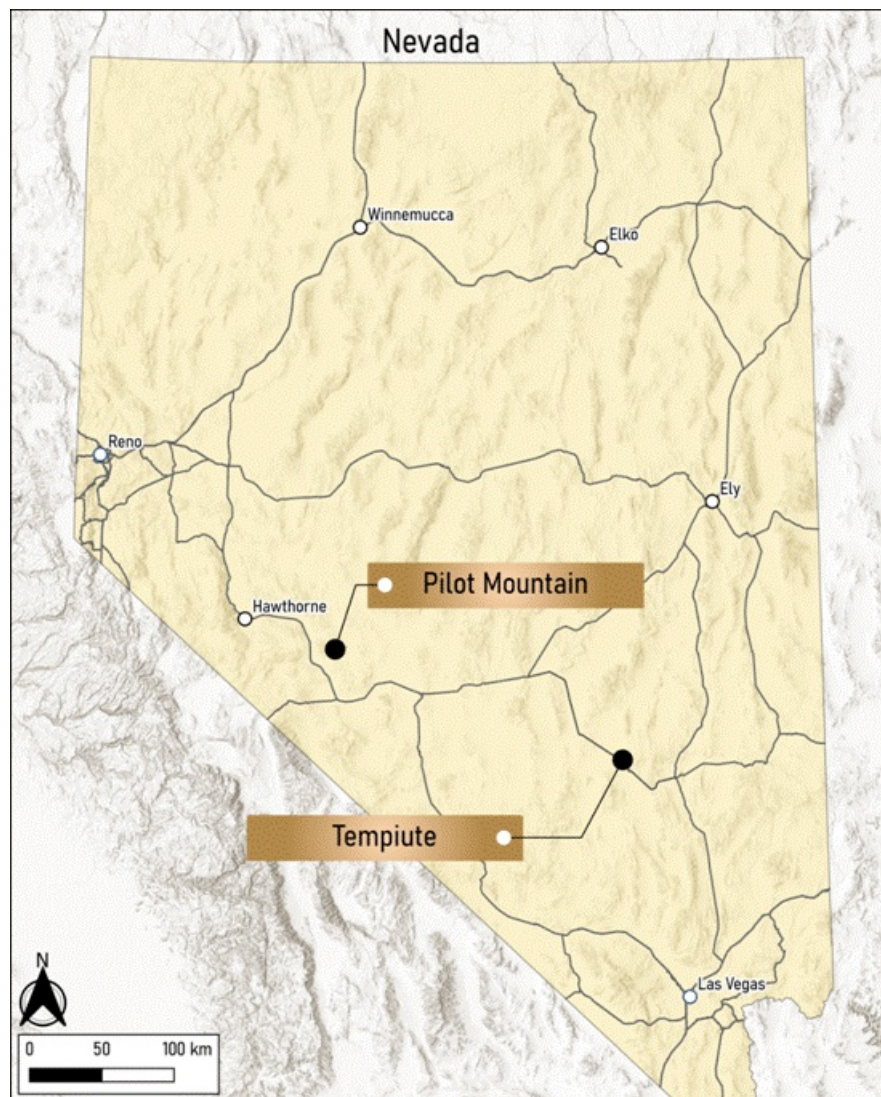 Nevada
Winnemucca
Elko
Reno
Ely
Pilot Mountain
Hawthorne
Tempiute
Las Vegas
N
0 50 100 km